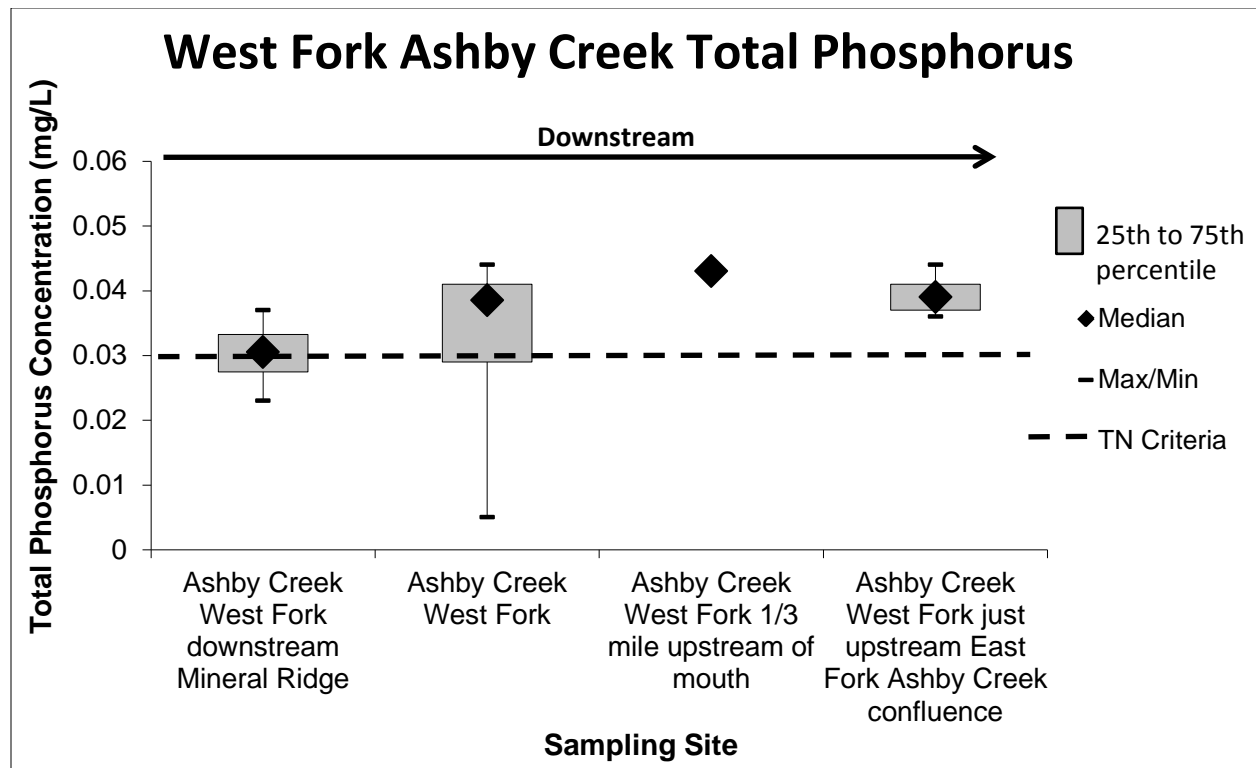 West Fork Ashby Creek Total Phosphorus
Downstream
Total Phosphorus Concentration (mg/L)
0.06
0.05
0.04
0.03
0.02
0.01
0
25th to 75th
percentile
Median
Max/Min
TN Criteria
Ashby Creek
West Fork
downstream
Mineral Ridge
Ashby Creek
West Fork
Ashby Creek
West Fork 1/3
mile upstream of
mouth
Ashby Creek
West Fork just
upstream East
Fork Ashby Creek
confluence
Sampling Site